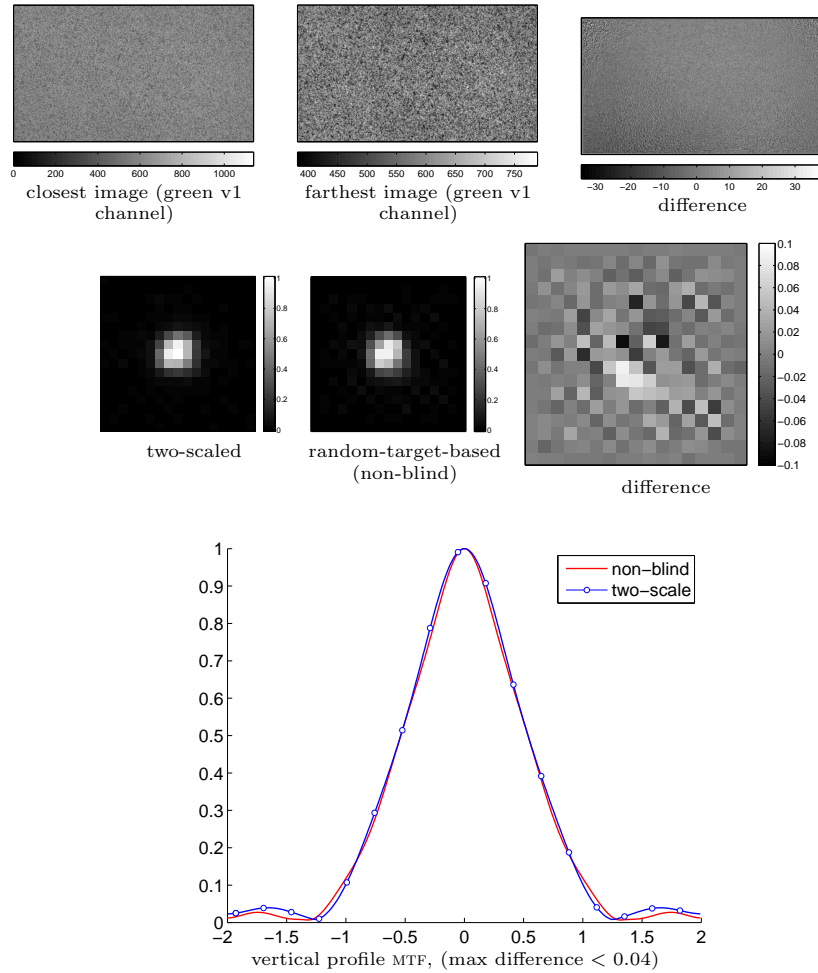 0 200 400 600 800 1000
400 450 500 550 600 650 700 750
−30 −20 −10 0 10 20 30
closest image (green v1
channel)
farthest image (green v1
channel)
difference
1
0.8
0.6
0.4
0.2
0
two-scaled
1
0.8
0.6
0.4
0.2
0
random-target-based
(non-blind)
0.1
0.08
0.06
0.04
0.02
0
−0.02
−0.04
−0.06
−0.08
−0.1
difference
1
0.9
0.8
0.7
0.6
0.5
0.4
0.3
0.2
0.1
0
non−blind
two−scale
−2 −1.5 −1 −0.5 0 0.5 1 1.5 2
vertical profile MTF, (max difference < 0.04)